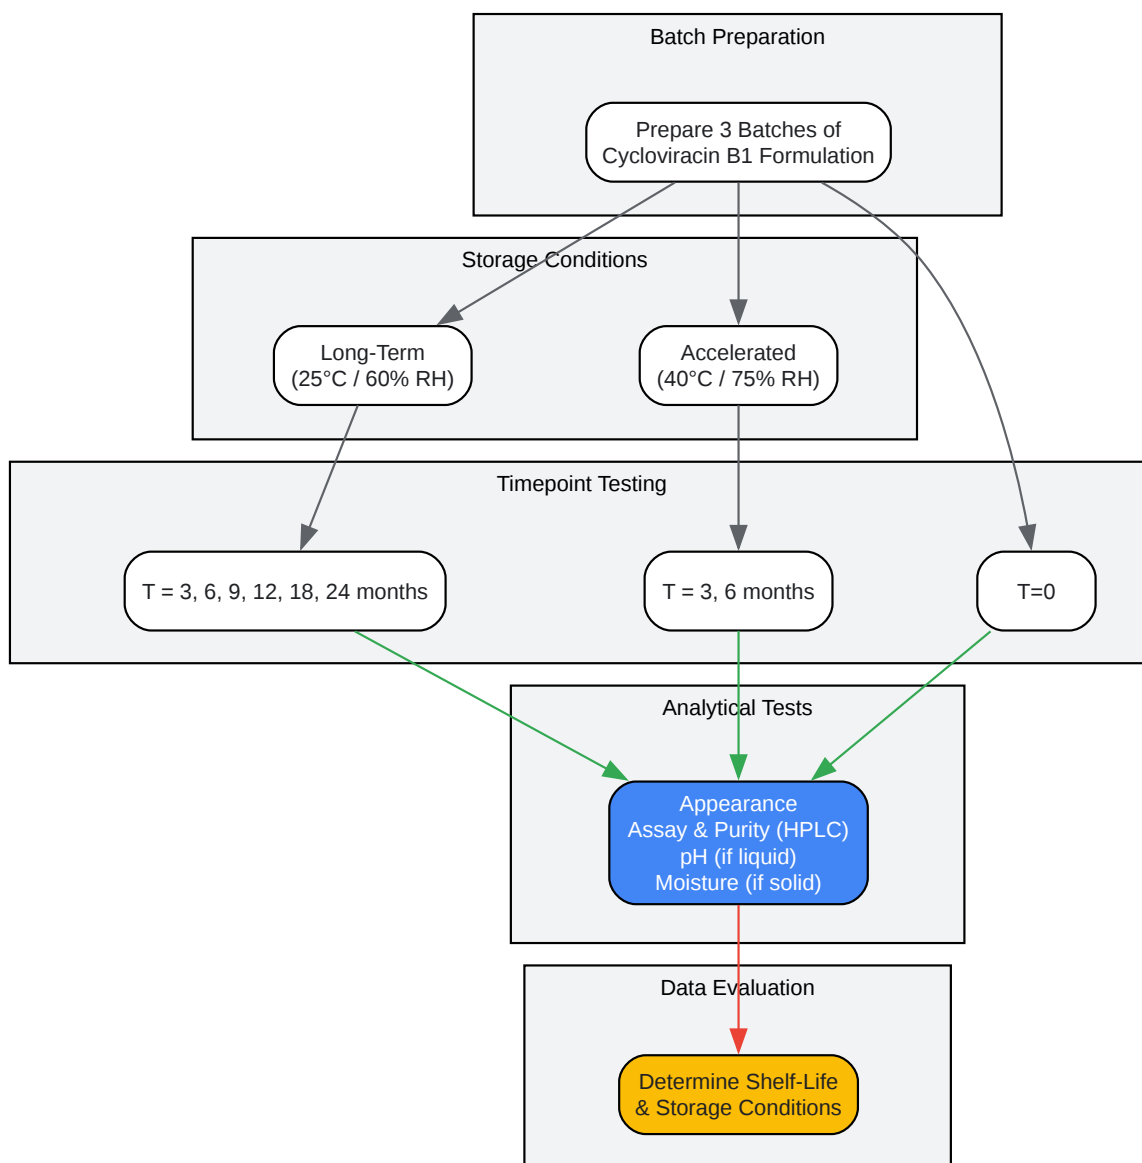 Batch Preparation
Prepare 3 Batches of
Cycloviracin B1 Formulation
Storage Conditions
Long-Term
(25°C / 60% RH)
Accelerated
(40°C / 75% RH)
Timepoint Testing
T = 3, 6, 9, 12, 18, 24 months
T = 3, 6 months
T=0
Analytical Tests
Appearance
Assay & Purity (HPLC)
pH (if liquid)
Moisture (if solid)
Data Evaluation
Determine Shelf-Life
& Storage Conditions